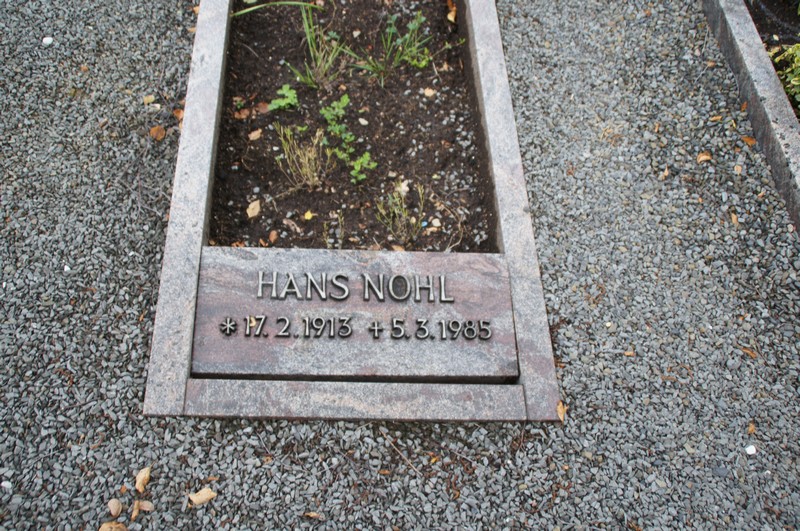 HANS NOHL
* 17. 2. 1913 + 5. 3. 1985